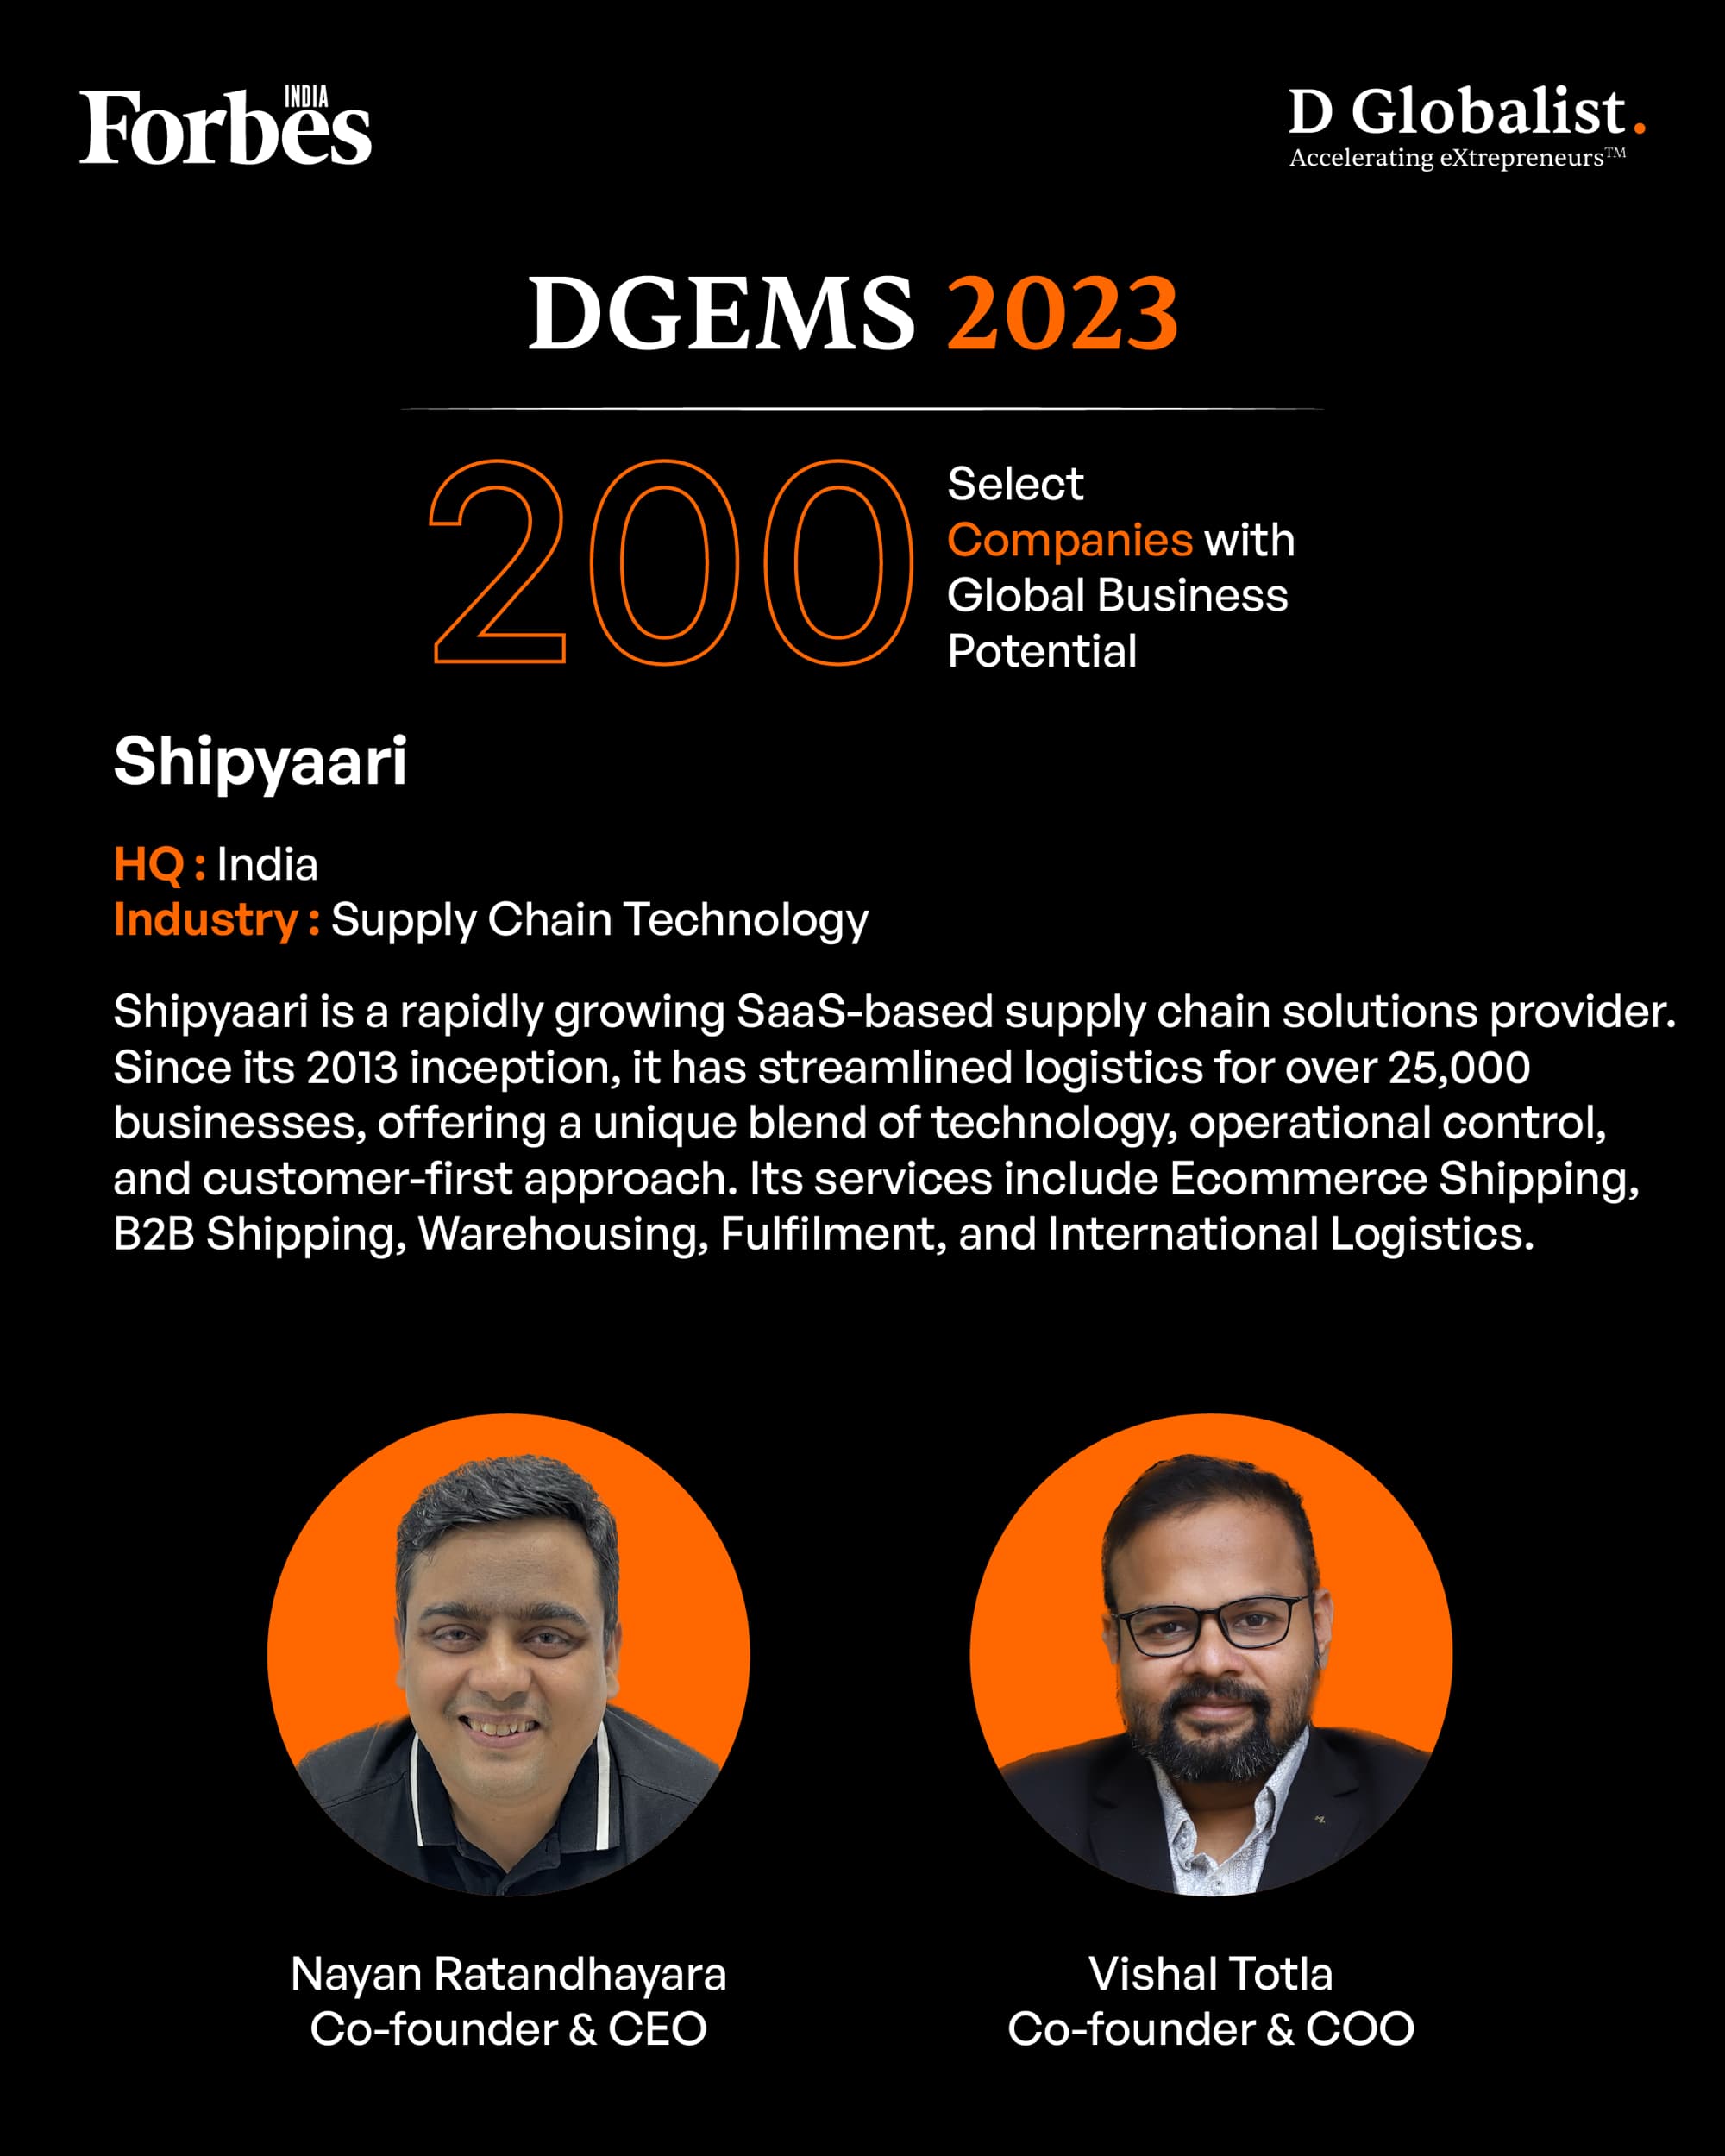 Forbes INDIA
D Globalist.
Accelerating eXtrepreneurs™
DGEMS 2023
200
Select
Companies with
Global Business
Potential
Shipyaari
HQ : India
Industry : Supply Chain Technology
Shipyaari is a rapidly growing SaaS-based supply chain solutions provider.
Since its 2013 inception, it has streamlined logistics for over 25,000
businesses, offering a unique blend of technology, operational control,
and customer-first approach. Its services include Ecommerce Shipping,
B2B Shipping, Warehousing, Fulfilment, and International Logistics.
Nayan Ratandhayara
Co-founder & CEO
Vishal Totla
Co-founder & COO